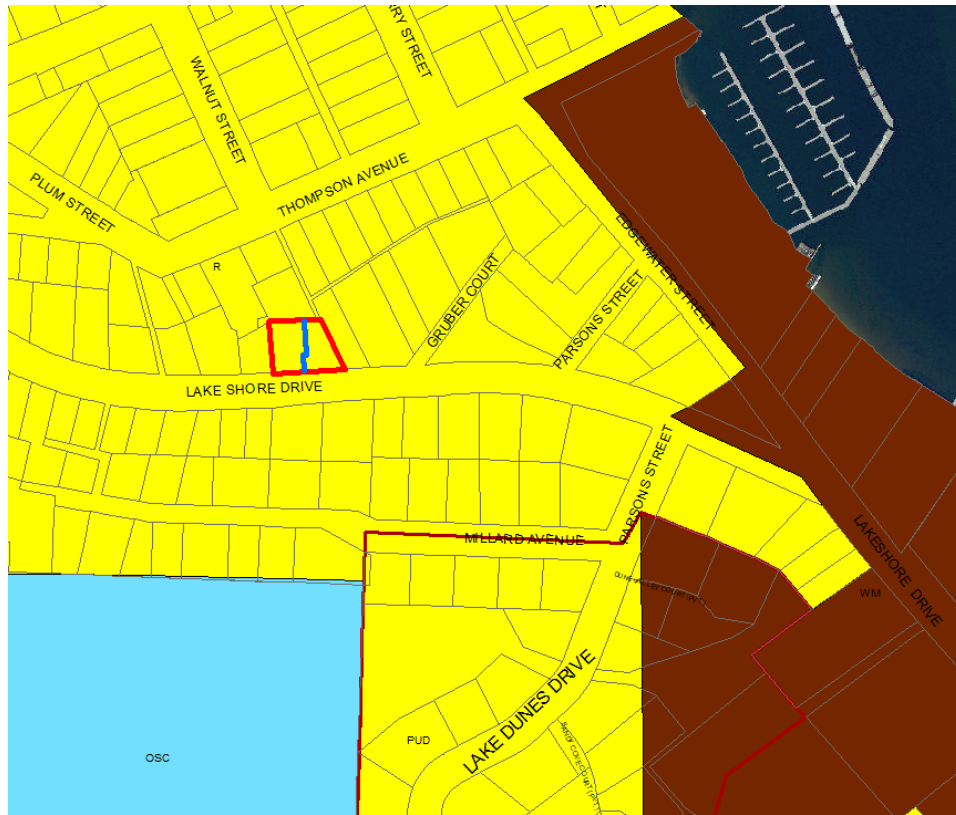 RRY STREET
WALNUT STREET
THOMPSON AVENUE
PLUM STREET
R
EDGEWATER STREET
GRUBER COURT
PARSONS STREET
LAKE SHORE DRIVE
PARSONS STREET
MILLARD AVENUE
LAKESHORE DRIVE
WM
LAKE DUNES DRIVE
PUD
OSC